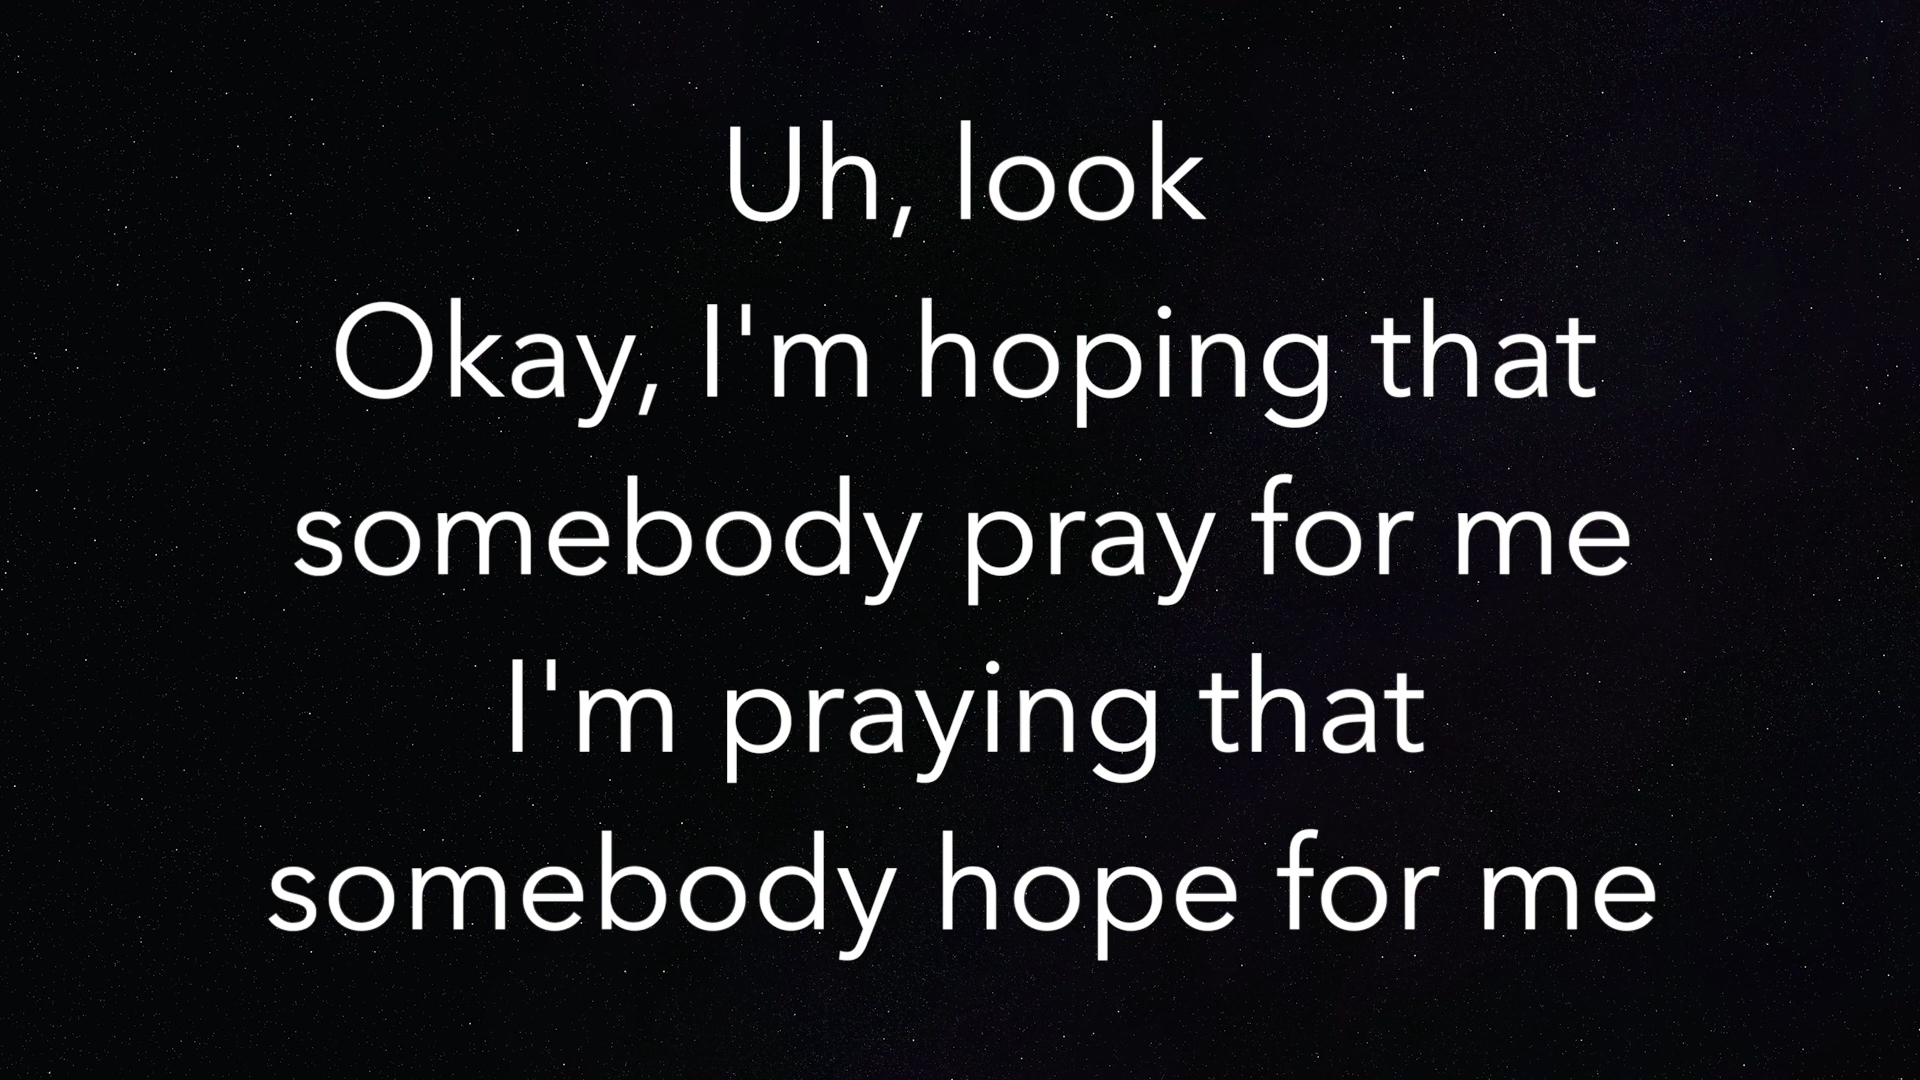 Uh, look
Okay, I'm hoping that
somebody pray for me
I'm praying that
somebody hope for me